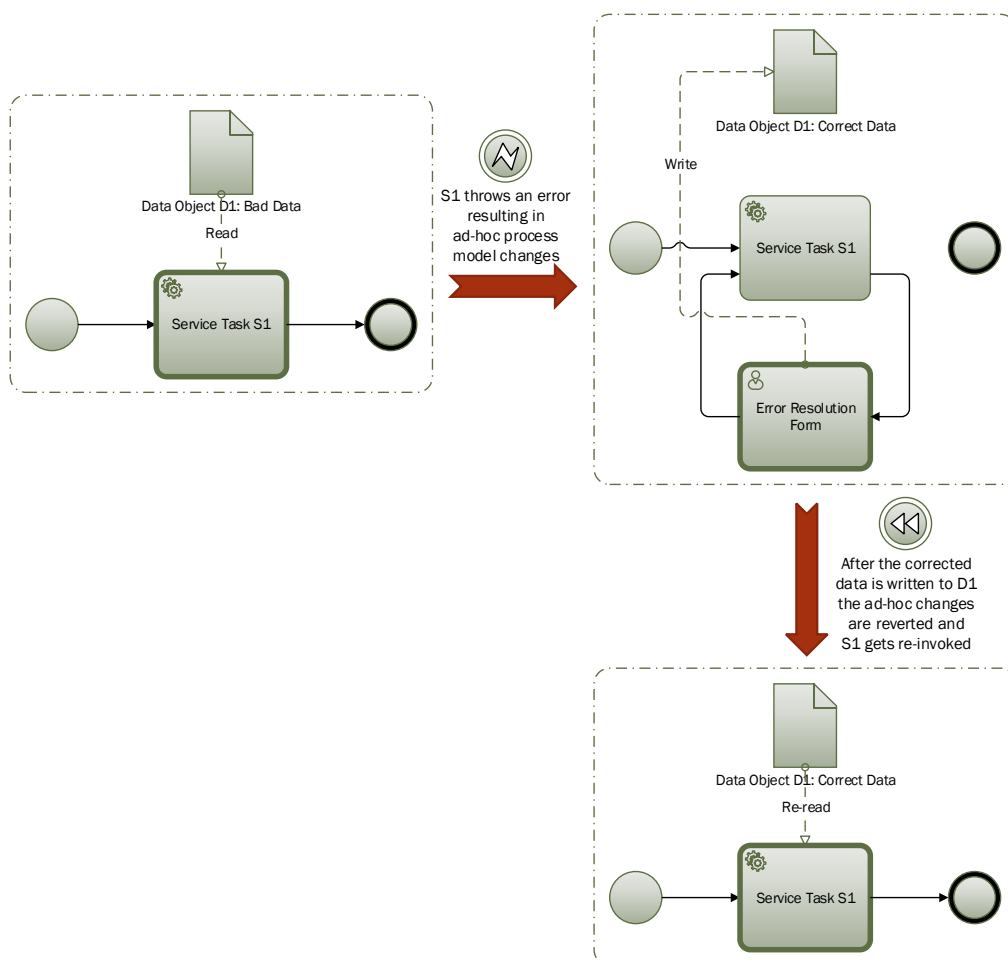 Data Object D1: Bad Data
Read
Service Task S1
S1 throws an error
resulting in
ad-hoc process
model changes
Data Object D1: Correct Data
Write
Service Task S1
Error Resolution
Form
After the corrected
data is written to D1
the ad-hoc changes
are reverted and
S1 gets re-invoked
Data Object D1: Correct Data
Re-read
Service Task S1